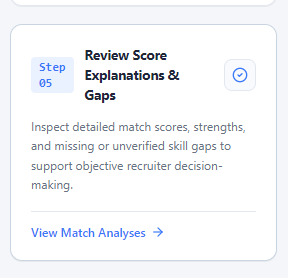 Step
05
Review Score
Explanations &
Gaps
Inspect detailed match scores, strengths,
and missing or unverified skill gaps to
support objective recruiter decision-
making.
View Match Analyses →